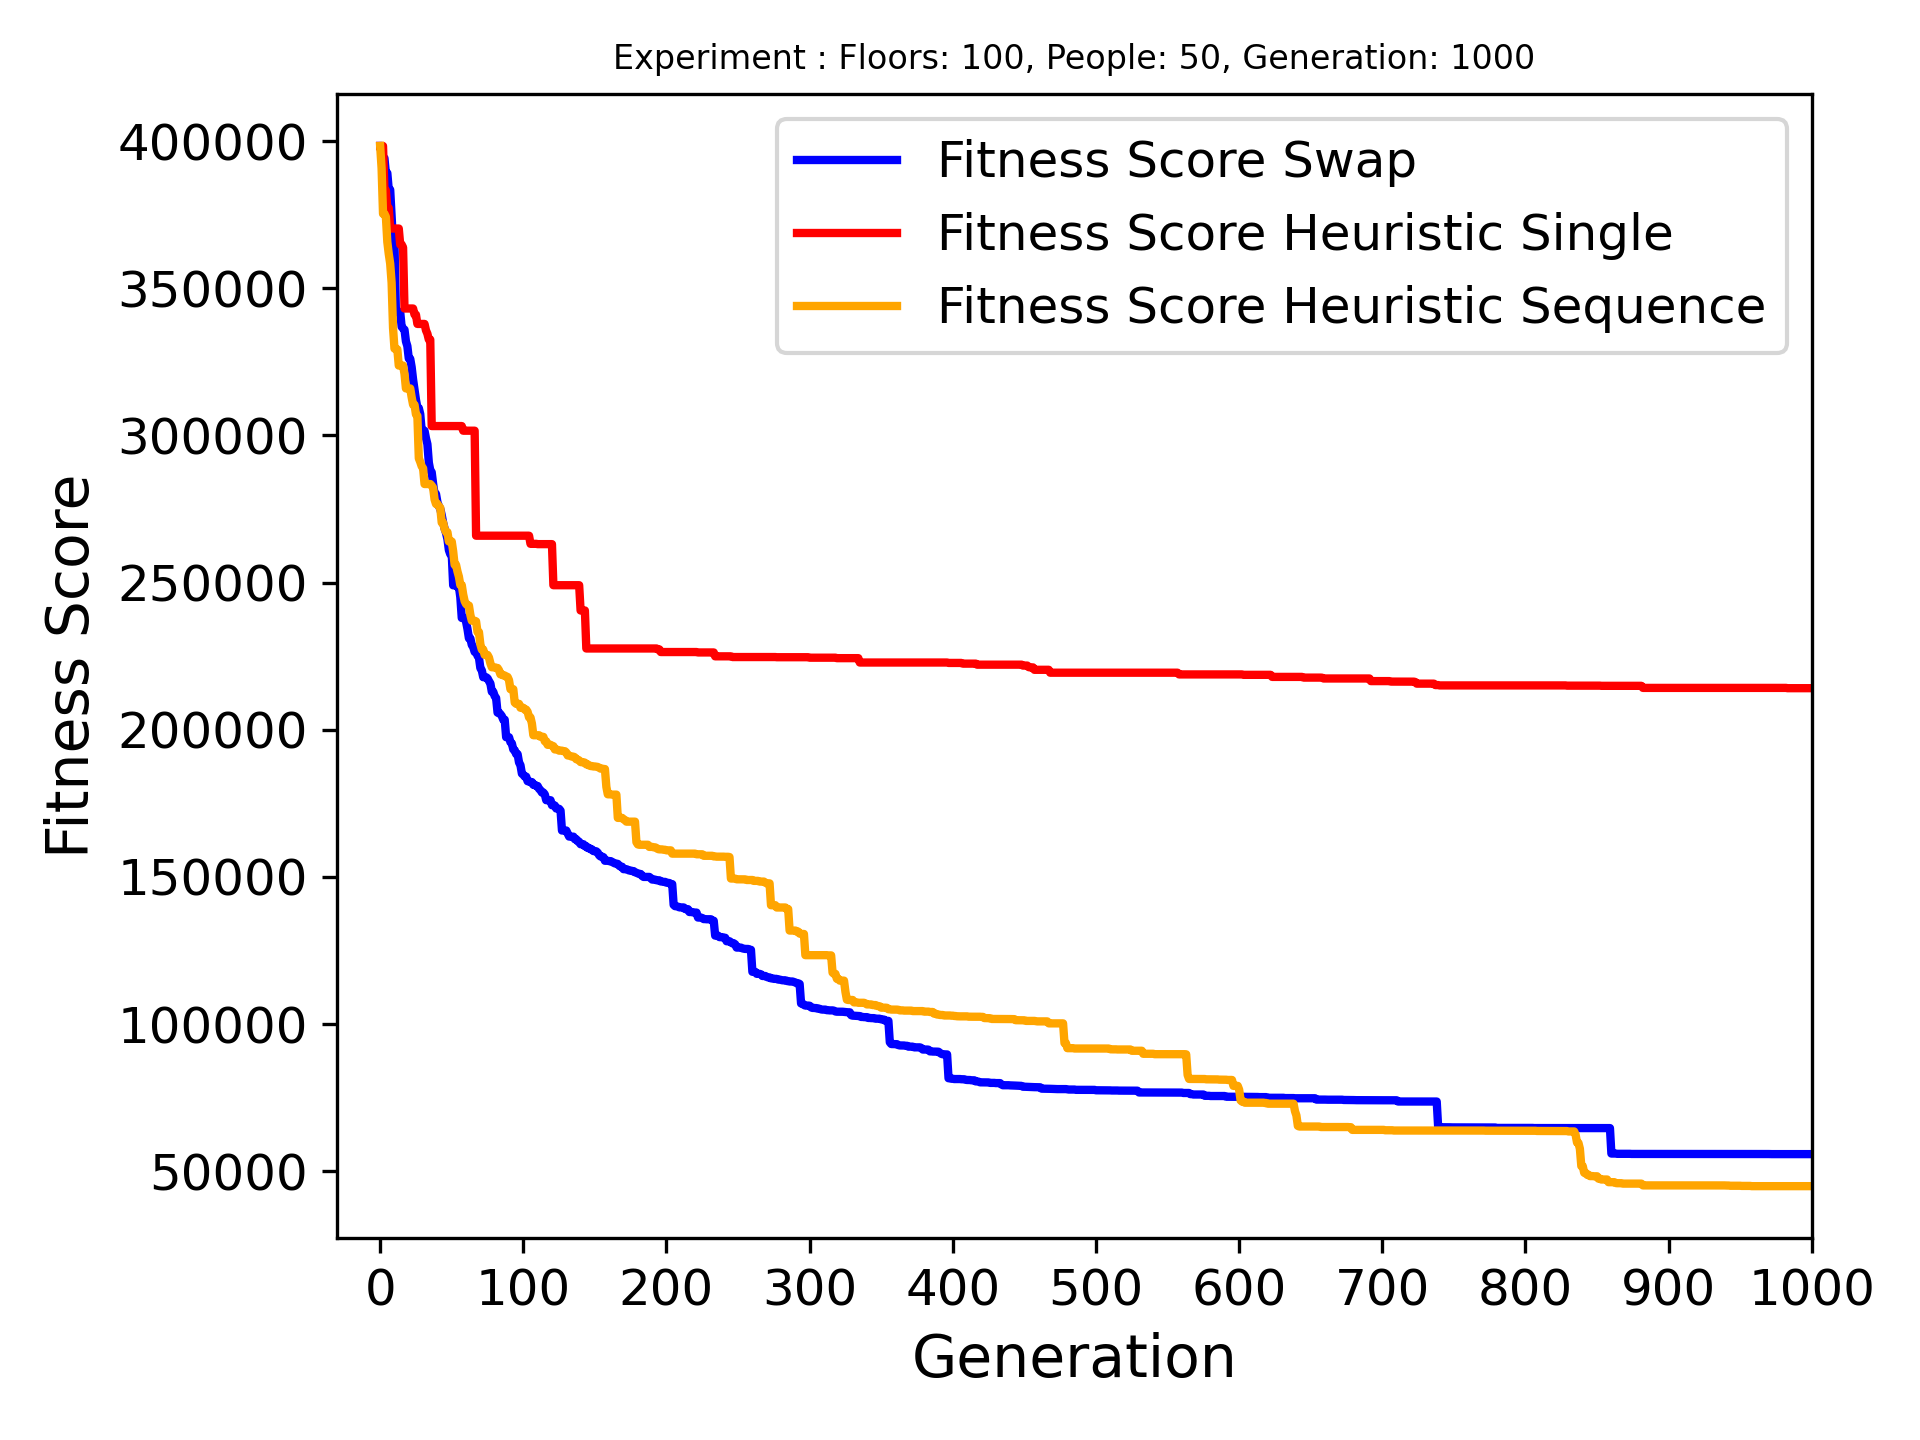 Experiment : Floors: 100, People: 50, Generation: 1000
Fitness Score Swap
Fitness Score Heuristic Single
Fitness Score Heuristic Sequence
Fitness Score
400000
350000
300000
250000
200000
150000
100000
50000
0 100 200 300 400 500 600 700 800 900 1000
Generation